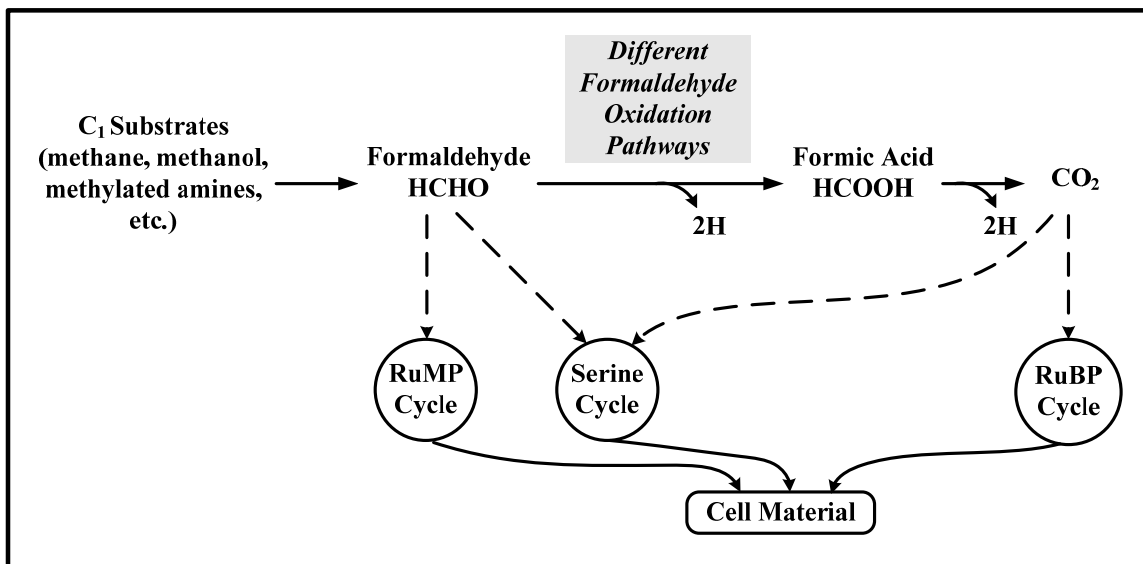 Different
Formaldehyde
Oxidation
Pathways
C₁ Substrates
(methane, methanol,
methylated amines,
etc.)
Formaldehyde
HCHO
2H
Formic Acid
HCOOH
2H
CO₂
RuMP
Cycle
Serine
Cycle
RuBP
Cycle
Cell Material